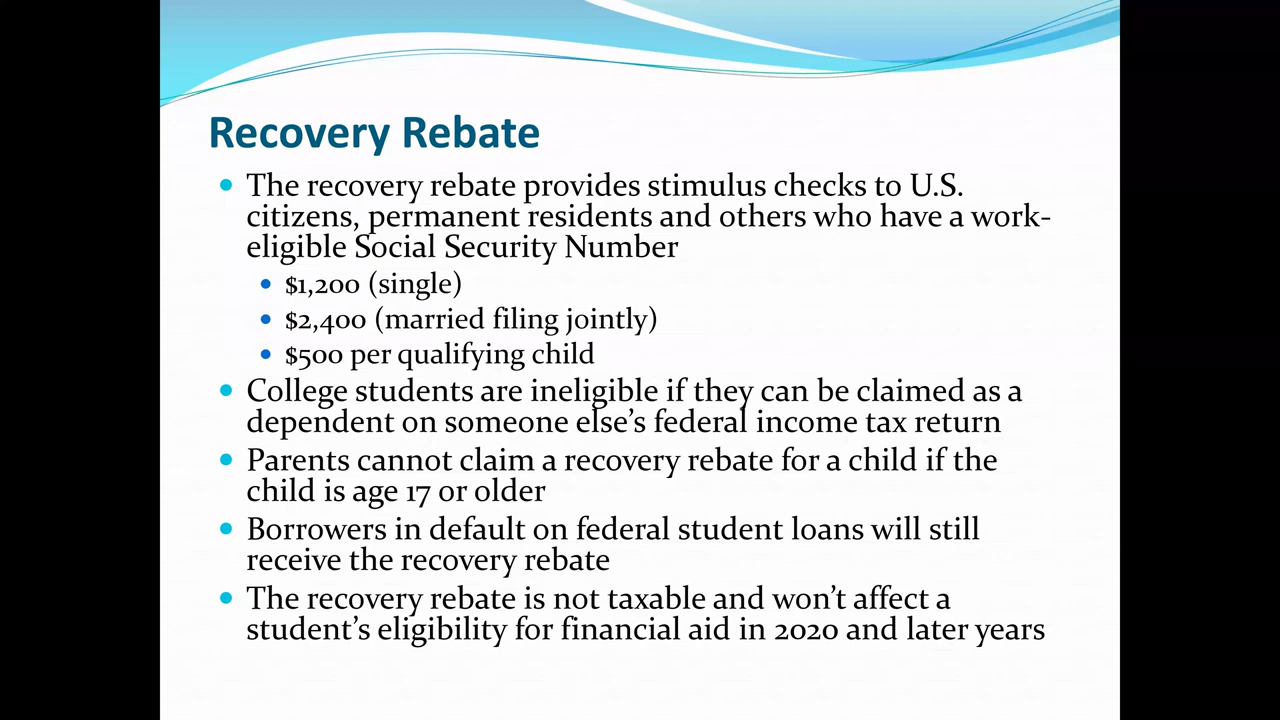 Recovery Rebate
• The recovery rebate provides stimulus checks to U.S.
citizens, permanent residents and others who have a work-
eligible Social Security Number
• $1,200 (single)
• $2,400 (married filing jointly)
• $500 per qualifying child
• College students are ineligible if they can be claimed as a
dependent on someone else’s federal income tax return
• Parents cannot claim a recovery rebate for a child if the
child is age 17 or older
• Borrowers in default on federal student loans will still
receive the recovery rebate
• The recovery rebate is not taxable and won’t affect a
student’s eligibility for financial aid in 2020 and later years